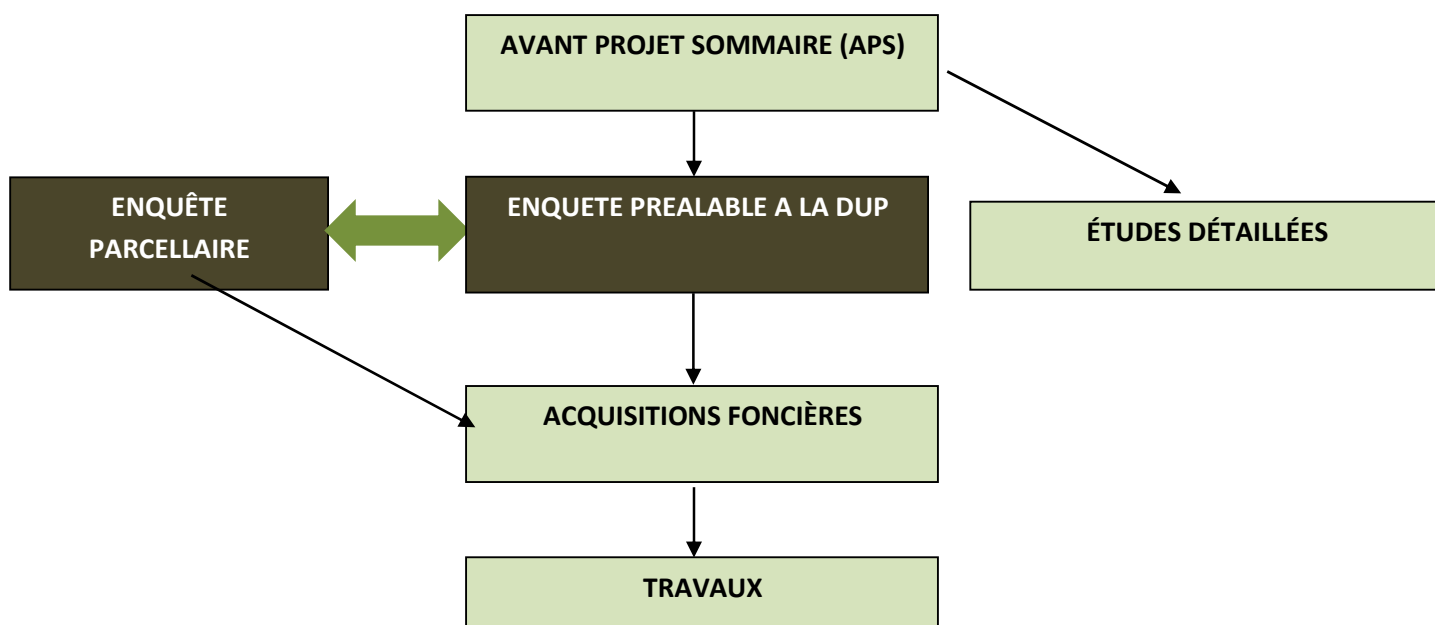 AVANT PROJET SOMMAIRE (APS)
ENQUÊTE
PARCELLAIRE
ENQUETE PREALABLE A LA DUP
ÉTUDES DÉTAILLÉES
ACQUISITIONS FONCIÈRES
TRAVAUX